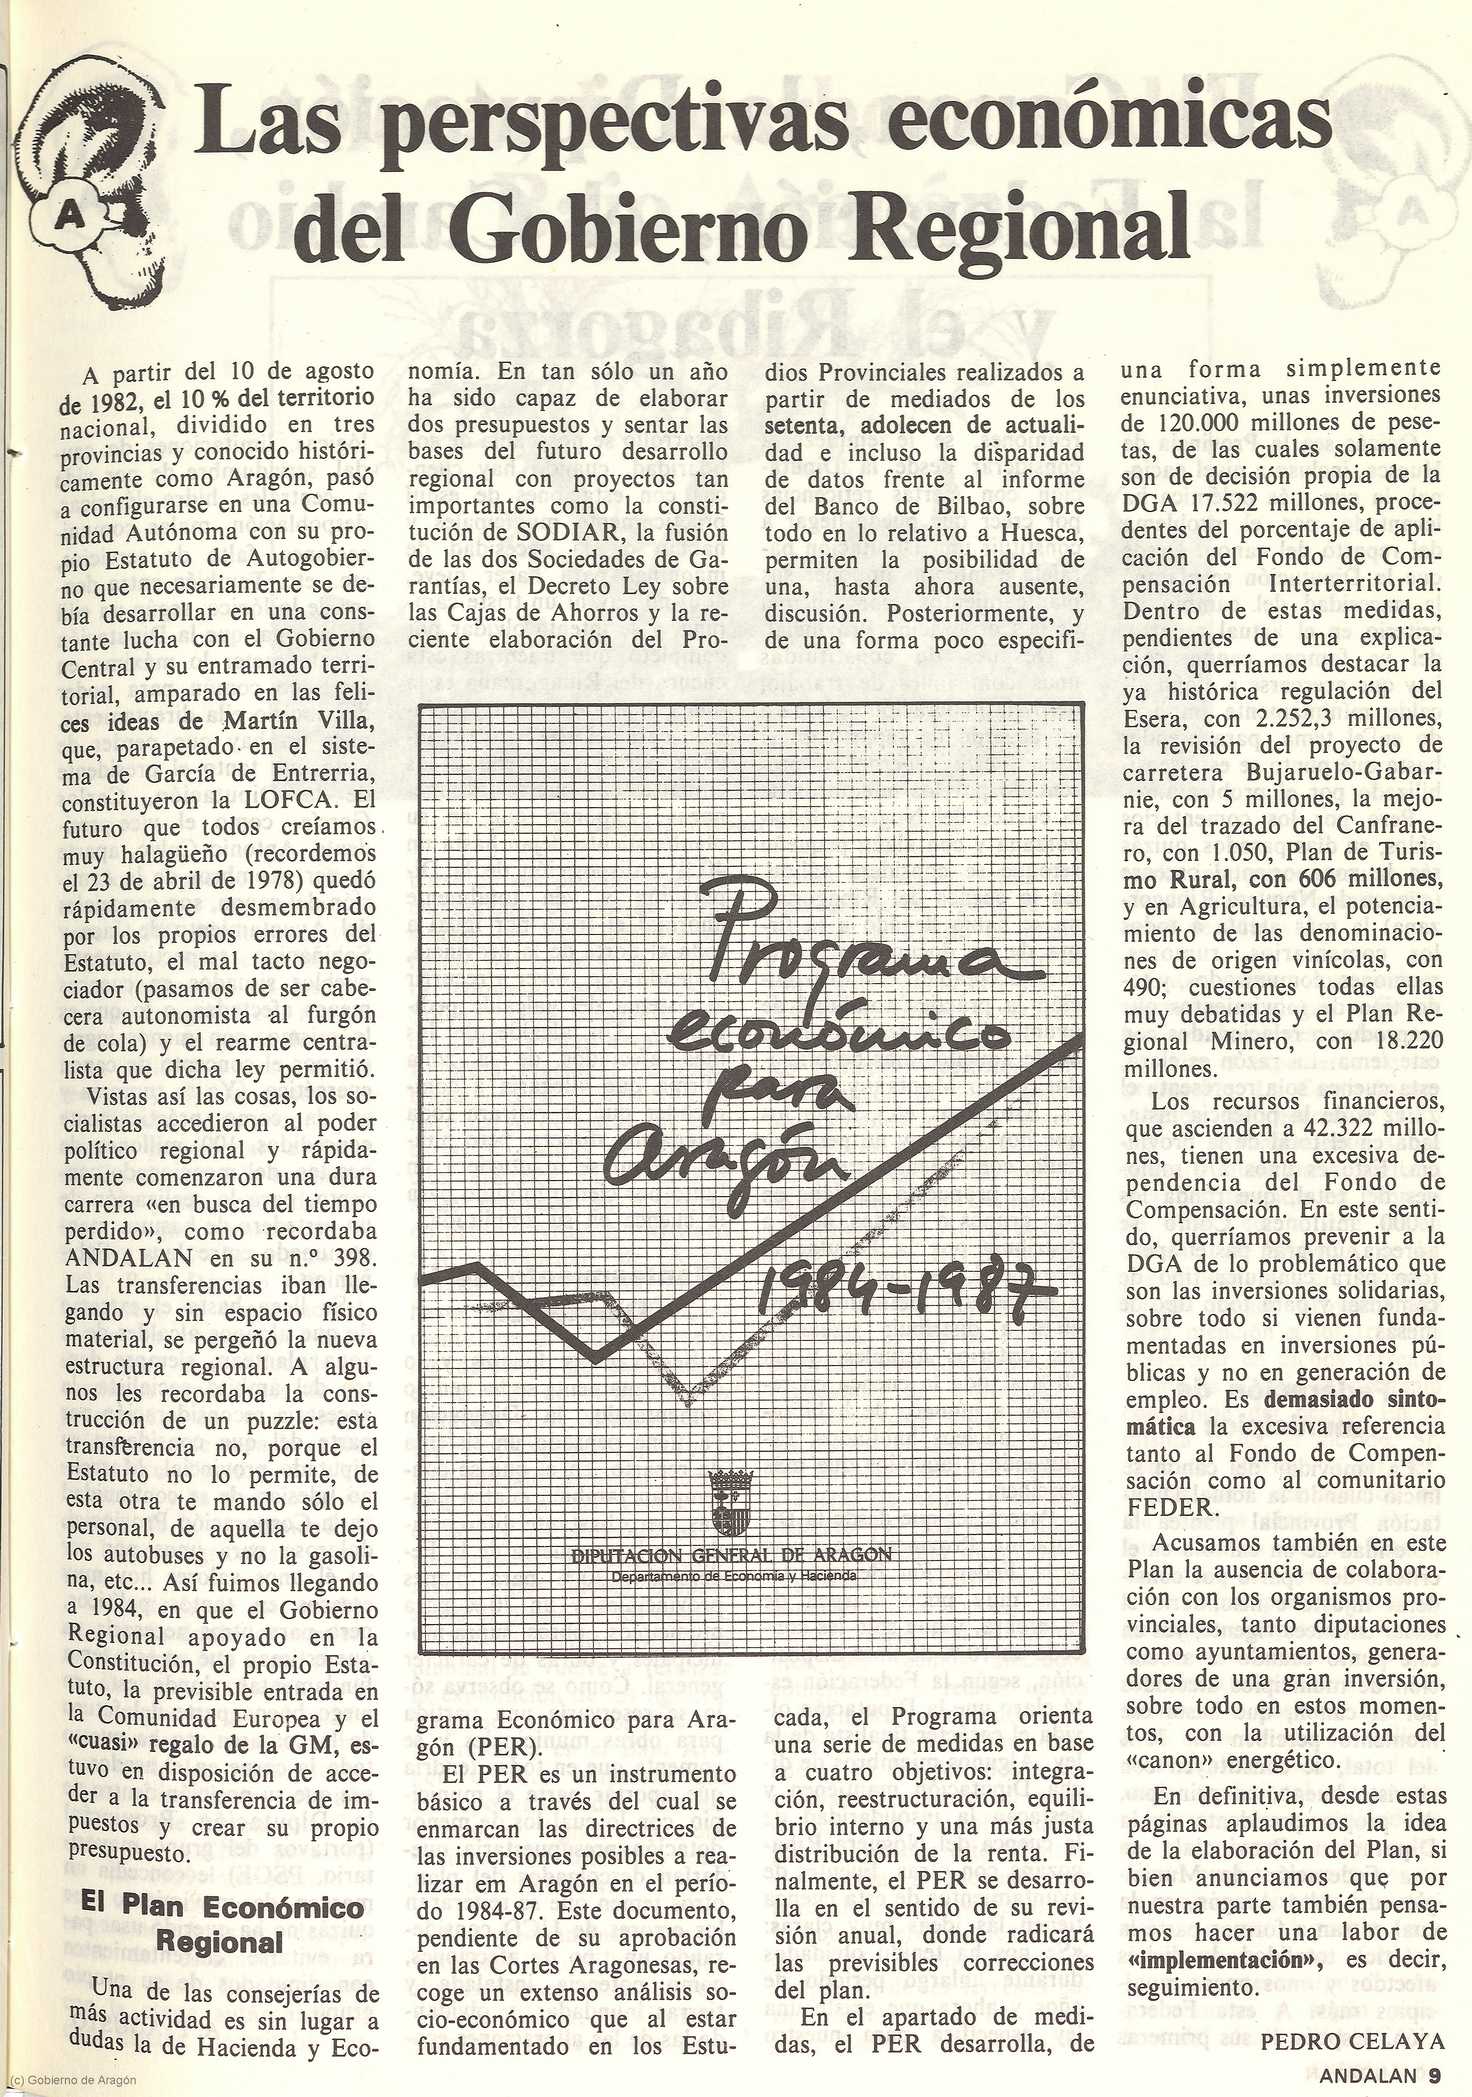 Las perspectivas económicas
del Gobierno Regional
A
A partir del 10 de agosto
de 1982, el 10 % del territorio
nacional, dividido en tres
provincias y conocido históri-
camente como Aragón, pasó
a configurarse en una Comu-
nidad Autónoma con su pro-
pio Estatuto de Autogobier-
no que necesariamente se de-
bía desarrollar en una cons-
tante lucha con el Gobierno
Central y su entramado terri-
torial, amparado en las feli-
ces ideas de Martín Villa,
que, parapetado en el siste-
ma de García de Entrerria,
constituyeron la LOFCA. El
futuro que todos creíamos
muy halagüeño (recordemos
el 23 de abril de 1978) quedó
rápidamente desmembrado
por los propios errores del
Estatuto, el mal tacto nego-
ciador (pasamos de ser cabe-
cera autonomista al furgón
de cola) y el rearme centra-
lista que dicha ley permitió.
Vistas así las cosas, los so-
cialistas accedieron al poder
político regional y rápida-
mente comenzaron una dura
carrera «en busca del tiempo
perdido», como recordaba
ANDALAN en su n.º 398.
Las transferencias iban lle-
gando y sin espacio físico
material, se pergeñó la nueva
estructura regional. A algu-
nos les recordaba la cons-
trucción de un puzzle: esta
transferencia no, porque el
Estatuto no lo permite, de
esta otra te mando sólo el
personal, de aquella te dejo
los autobuses y no la gasoli-
na, etc... Así fuimos llegando
a 1984, en que el Gobierno
Regional apoyado en la
Constitución, el propio Esta-
tuto, la previsible entrada en
la Comunidad Europea y el
«cuasi» regalo de la GM, es-
tuvo en disposición de acce-
der a la transferencia de im-
puestos y crear su propio
presupuesto.
El Plan Económico
Regional
Una de las consejerías de
más actividad es sin lugar a
dudas la de Hacienda y Eco-
nomía. En tan sólo un año
ha sido capaz de elaborar
dos presupuestos y sentar las
bases del futuro desarrollo
regional con proyectos tan
importantes como la consti-
tución de SODIAR, la fusión
de las dos Sociedades de Ga-
rantías, el Decreto Ley sobre
las Cajas de Ahorros y la re-
ciente elaboración del Pro-
grama Económico para Ara-
gón (PER).
El PER es un instrumento
básico a través del cual se
enmarcan las directrices de
las inversiones posibles a rea-
lizar em Aragón en el perío-
do 1984-87. Este documento,
pendiente de su aprobación
en las Cortes Aragonesas, re-
coge un extenso análisis so-
cio-económico que al estar
fundamentado en los Estu-
dios Provinciales realizados a
partir de mediados de los
setenta, adolecen de actuali-
dad e incluso la disparidad
de datos frente al informe
del Banco de Bilbao, sobre
todo en lo relativo a Huesca,
permiten la posibilidad de
una, hasta ahora ausente,
discusión. Posteriormente, y
de una forma poco especifi-
cada, el Programa orienta
una serie de medidas en base
a cuatro objetivos: integra-
ción, reestructuración, equili-
brio interno y una más justa
distribución de la renta. Fi-
nalmente, el PER se desarro-
lla en el sentido de su revi-
sión anual, donde radicará
las previsibles correcciones
del plan.
En el apartado de medi-
das, el PER desarrolla, de
una forma simplemente
enunciativa, unas inversiones
de 120.000 millones de pese-
tas, de las cuales solamente
son de decisión propia de la
DGA 17.522 millones, proce-
dentes del porcentaje de apli-
cación del Fondo de Com-
pensación Interterritorial.
Dentro de estas medidas,
pendientes de una explica-
ción, querríamos destacar la
ya histórica regulación del
Esera, con 2.252,3 millones,
la revisión del proyecto de
carretera Bujaruelo-Gabar-
nie, con 5 millones, la mejo-
ra del trazado del Canfrane-
ro, con 1.050, Plan de Turis-
mo Rural, con 606 millones,
y en Agricultura, el potencia-
miento de las denominacio-
nes de origen vinícolas, con
490; cuestiones todas ellas
muy debatidas y el Plan Re-
gional Minero, con 18.220
millones.
Los recursos financieros,
que ascienden a 42.322 millo-
nes, tienen una excesiva de-
pendencia del Fondo de
Compensación. En este senti-
do, querríamos prevenir a la
DGA de lo problemático que
son las inversiones solidarias,
sobre todo si vienen funda-
mentadas en inversiones pú-
blicas y no en generación de
empleo. Es demasiado sinto-
mática la excesiva referencia
tanto al Fondo de Compen-
sación como al comunitario
FEDER.
Acusamos también en este
Plan la ausencia de colabora-
ción con los organismos pro-
vinciales, tanto diputaciones
como ayuntamientos, genera-
dores de una gran inversión,
sobre todo en estos momen-
tos, con la utilización del
«canon» energético.
En definitiva, desde estas
páginas aplaudimos la idea
de la elaboración del Plan, si
bien anunciamos que por
nuestra parte también pensa-
mos hacer una labor de
«implementación», es decir,
seguimiento.
PEDRO CELAYA
Programa
económico
para
aragón
1984-1987
DIPUTACION GENERAL DE ARAGON
Departamento de Economía y Hacienda
ANDALAN 9
(c) Gobierno de Aragón